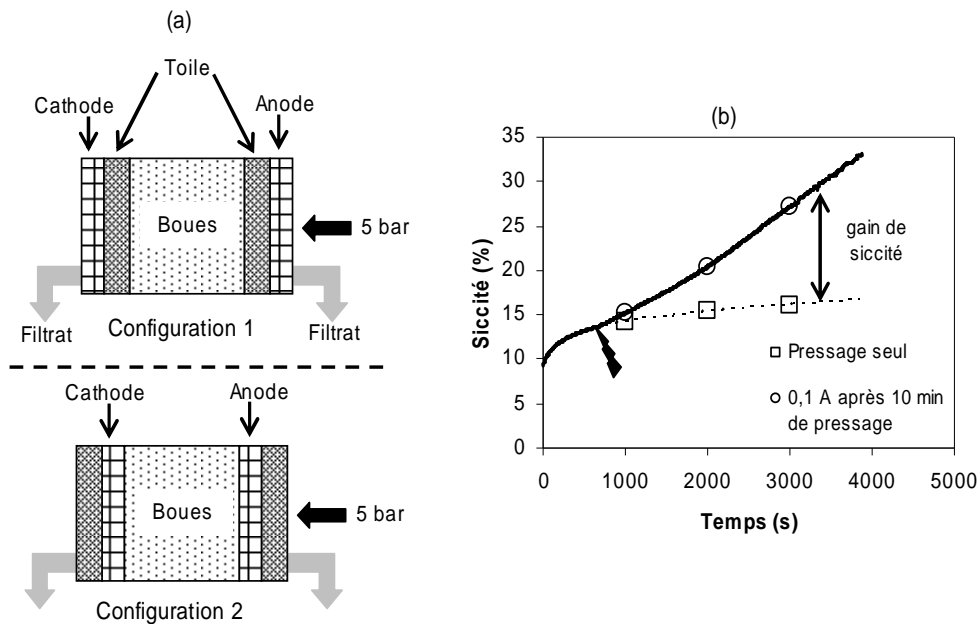 (a)
Toile
Cathode
Anode
Boues
5 bar
Filtrat
Filtrat
Configuration 1
Cathode
Anode
Boues
5 bar
Configuration 2
(b)
35
30
25
20
15
10
5
0
Siccité (%)
gain de
siccité
Pressage seul
0,1 A après 10 min
de pressage
0 1000 2000 3000 4000 5000
Temps (s)